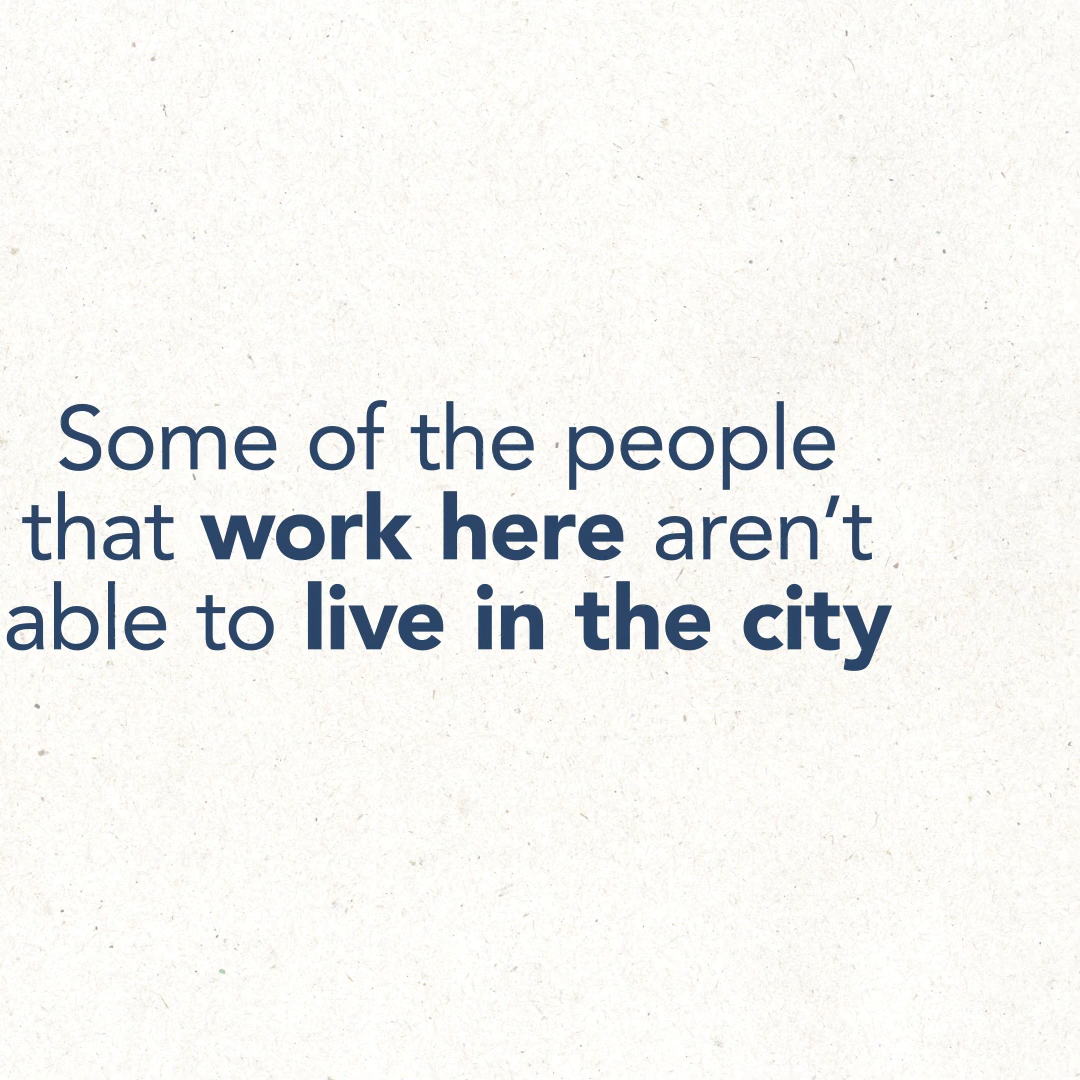 Some of the people
that work here aren’t
able to live in the city